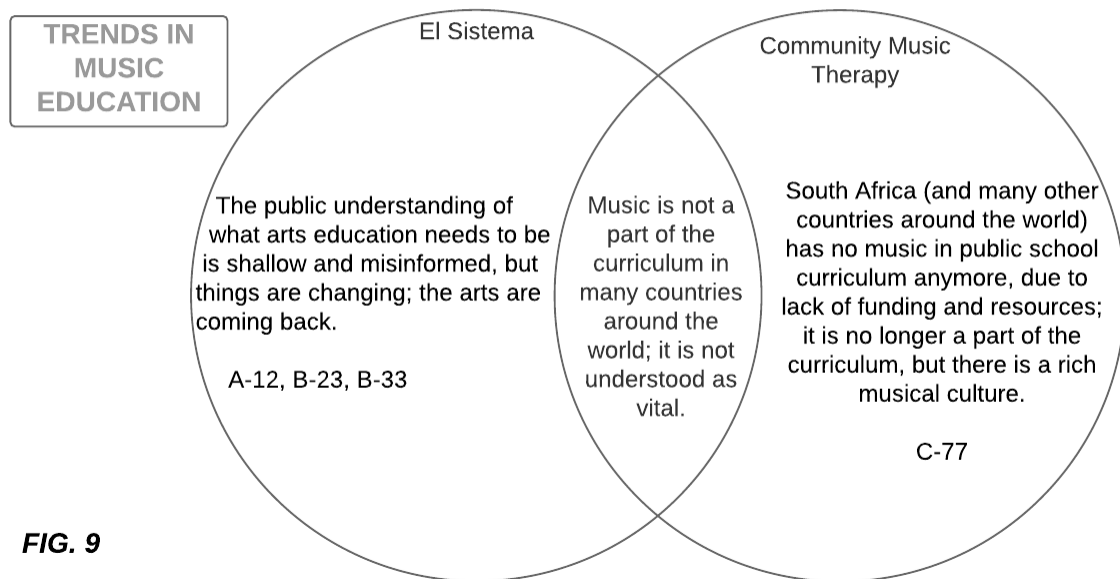 TRENDS IN
MUSIC
EDUCATION
El Sistema
Community Music
Therapy
The public understanding of
what arts education needs to be
is shallow and misinformed, but
things are changing; the arts are
coming back.
A-12, B-23, B-33
Music is not a
part of the
curriculum in
many countries
around the
world; it is not
understood as
vital.
South Africa (and many other
countries around the world)
has no music in public school
curriculum anymore, due to
lack of funding and resources;
it is no longer a part of the
curriculum, but there is a rich
musical culture.
C-77
FIG. 9